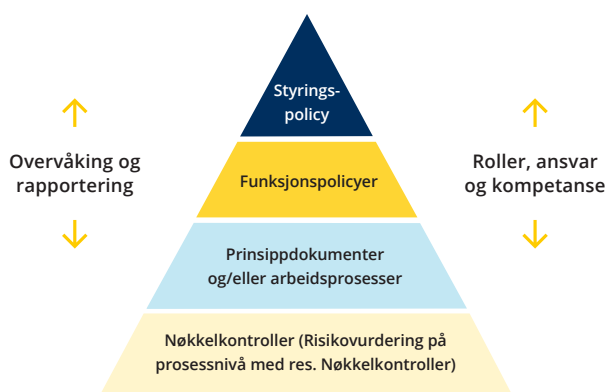 Styrings-
policy
Overvåking og
rapportering
Funksjonspolicyer
Roller, ansvar
og kompetanse
Prinsippdokumenter
og/eller arbeidsprosesser
Nøkkelkontroller (Risikovurdering på
prosessnivå med res. Nøkkelkontroller)